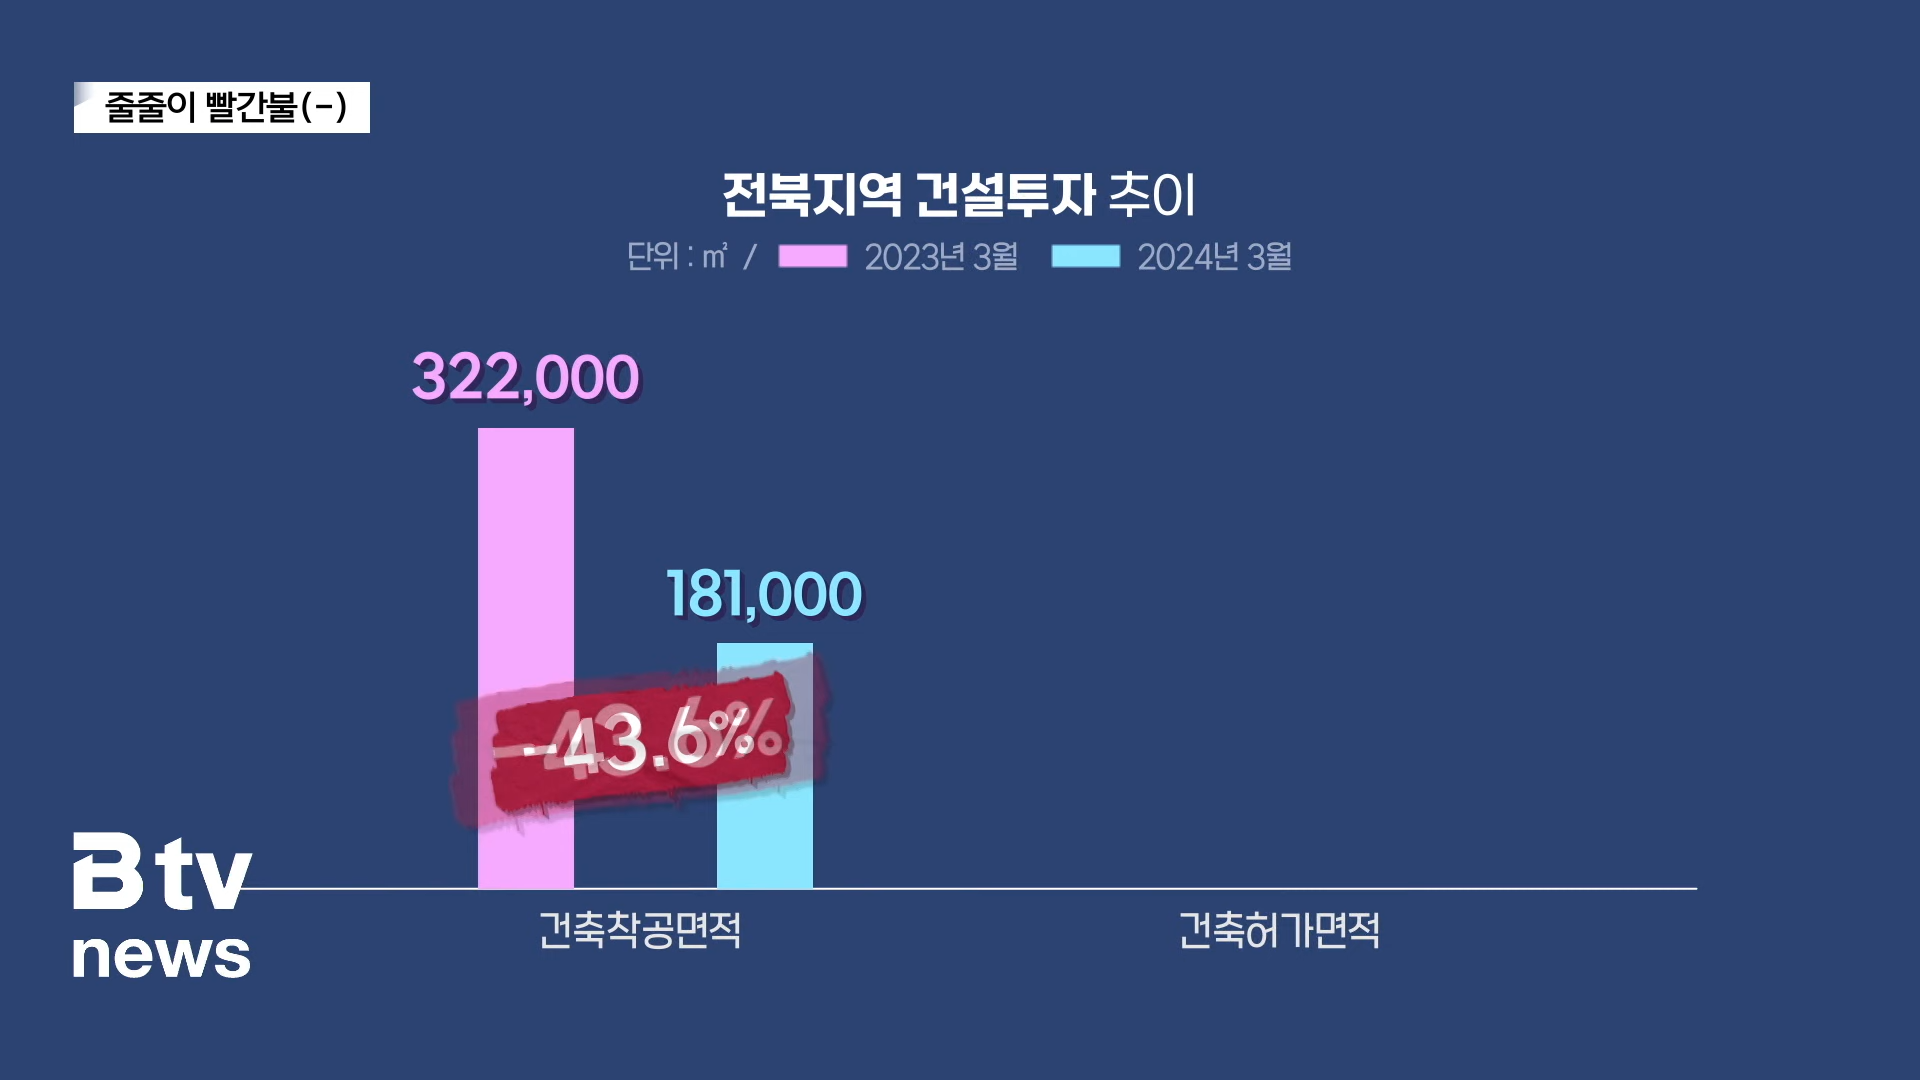 줄줄이 빨간불(-)
전북지역 건설투자 추이
단위 : ㎡ / 2023년 3월 2024년 3월
322,000
181,000
-43.6%
건축착공면적 건축허가면적
B tv
news